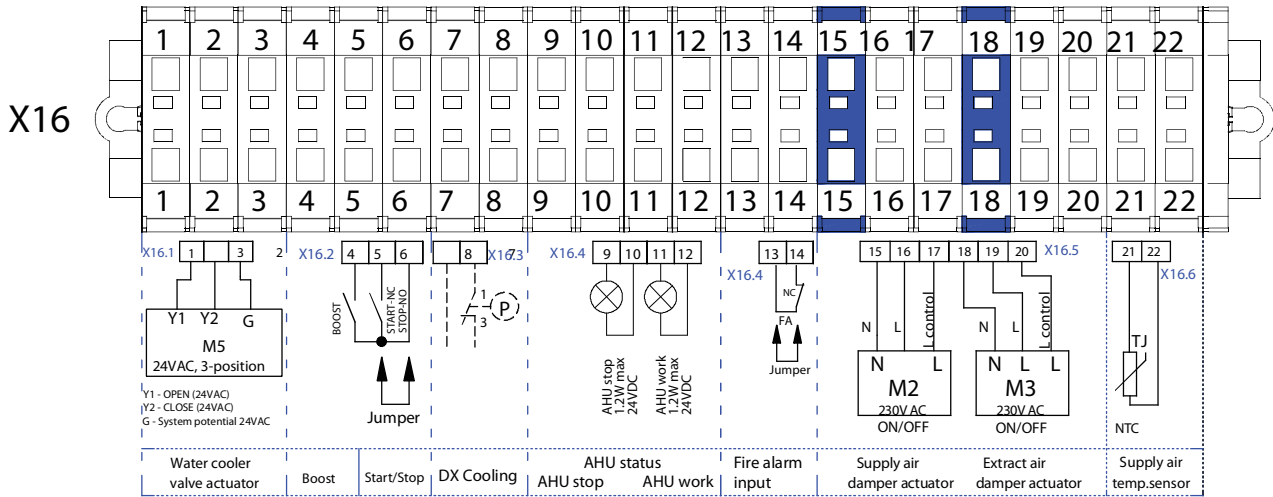 1 2 3 4 5 6 7 8 9 10 11 12 13 14 15 16 17 18 19 20 21 22
X16
1 2 3 4 5 6 7 8 9 10 11 12 13 14 15 16 17 18 19 20 21 22
X16.1 1 3 2 X16.2 4 5 6 8 X16.3 7 X16.4 9 10 11 12 13 14 15 16 17 18 19 20 X16.5 21 22
X16.4
X16.6
BOOST
START-NC
STOP-NO
1
P
3
NC
FA
Jumper
N L L control
N L L control
TJ
Y1 Y2 G
M5
24VAC, 3-position
Y1 - OPEN (24VAC)
Y2 - CLOSE (24VAC)
G - System potential 24VAC
Jumper
AHU stop
1.2W max
24VDC
AHU work
1.2W max
24VDC
N L
M2
230V AC
ON/OFF
N L L
M3
230V AC
ON/OFF
NTC
Water cooler
valve actuator
Boost
Start/Stop
DX Cooling
AHU status
AHU stop AHU work
Fire alarm
input
Supply air
damper actuator
Extract air
damper actuator
Supply air
temp.sensor